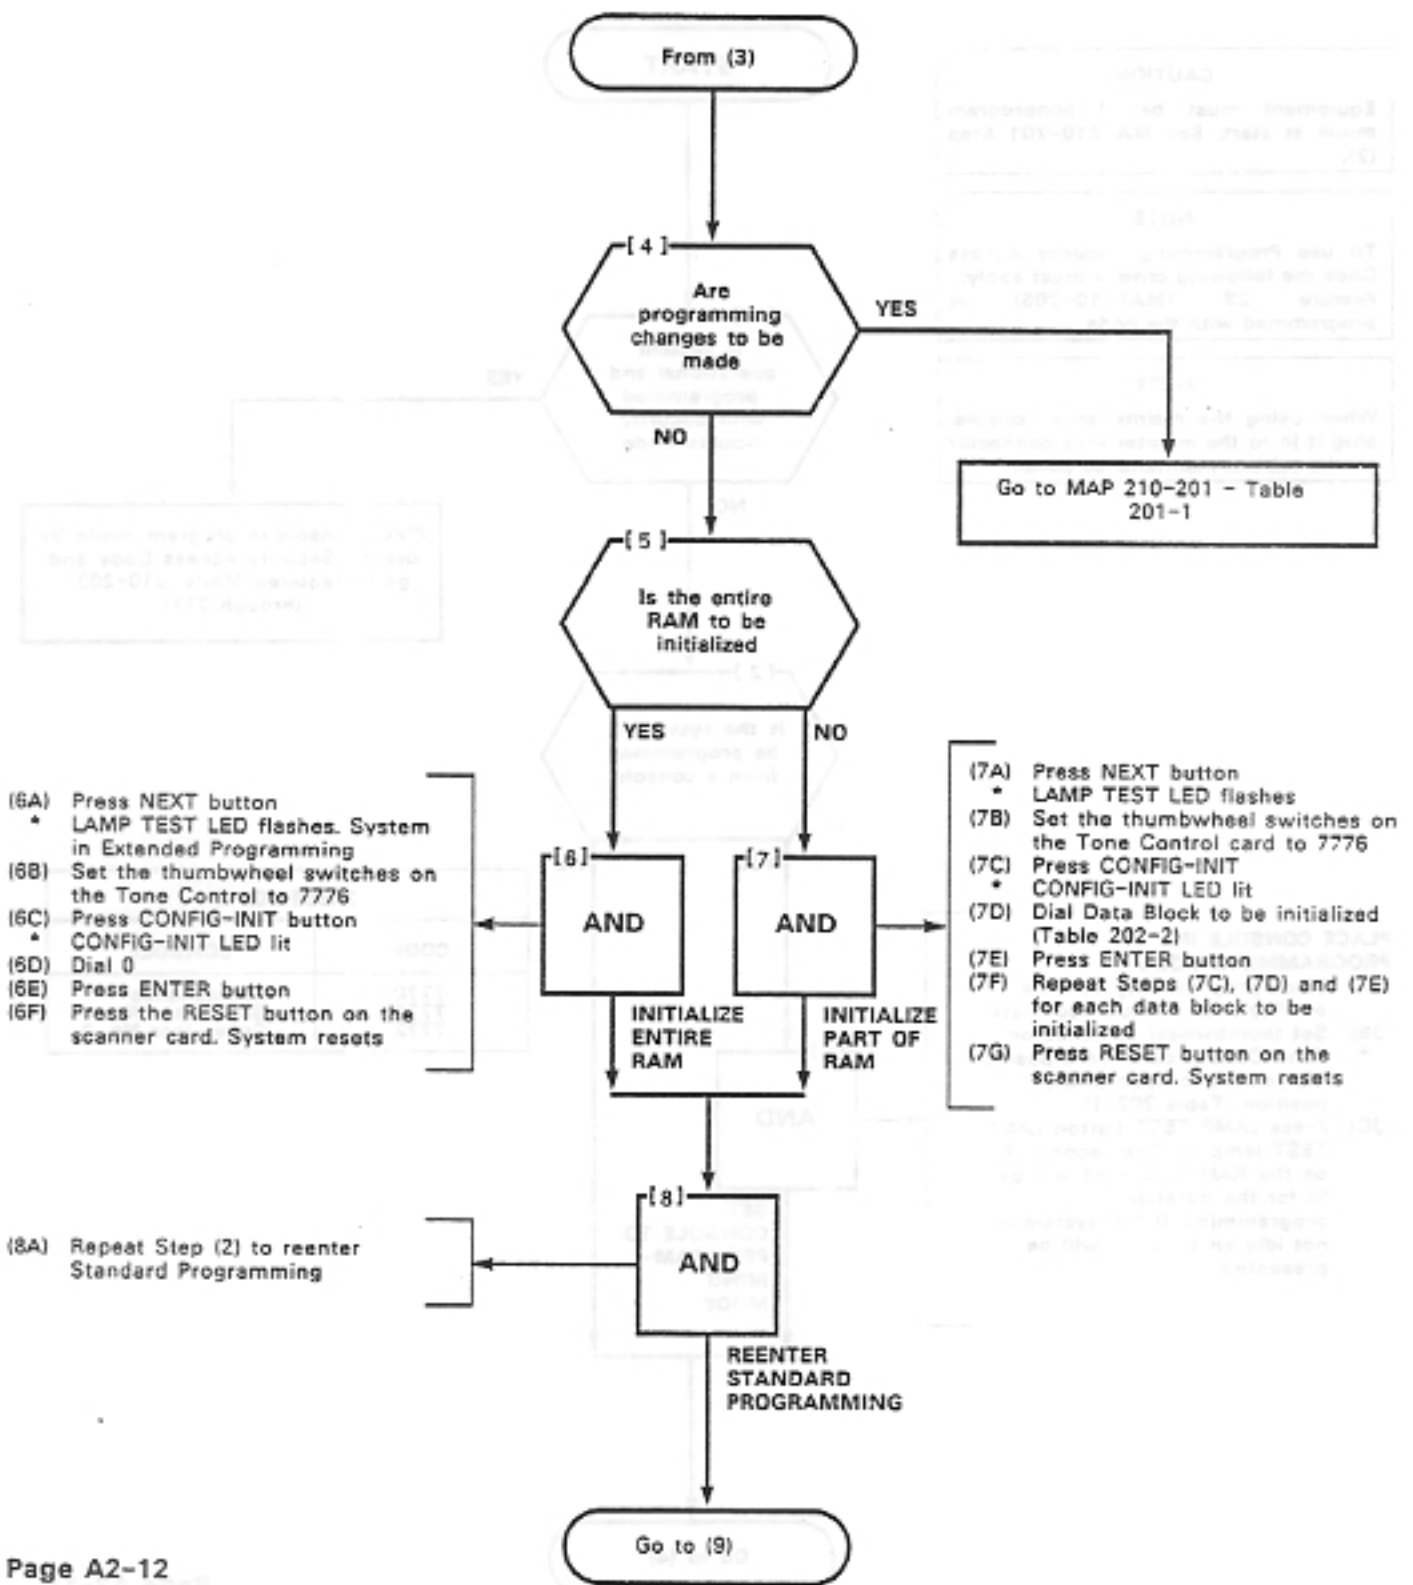 From (3)
[4]
Are
programming
changes to be
made
YES
NO
Go to MAP 210-201 - Table
201-1
[5]
Is the entire
RAM to be
initialized
YES
NO
(6A) Press NEXT button
* LAMP TEST LED flashes. System
in Extended Programming
(6B) Set the thumbwheel switches on
the Tone Control to 7776
(6C) Press CONFIG-INIT button
* CONFIG-INIT LED lit
(6D) Dial 0
(6E) Press ENTER button
(6F) Press the RESET button on the
scanner card. System resets
[6]
AND
INITIALIZE
ENTIRE
RAM
[7]
AND
INITIALIZE
PART OF
RAM
(7A) Press NEXT button
* LAMP TEST LED flashes
(7B) Set the thumbwheel switches on
the Tone Control card to 7776
(7C) Press CONFIG-INIT
* CONFIG-INIT LED lit
(7D) Dial Data Block to be initialized
(Table 202-2)
(7E) Press ENTER button
(7F) Repeat Steps (7C), (7D) and (7E)
for each data block to be
initialized
(7G) Press RESET button on the
scanner card. System resets
[8]
AND
(8A) Repeat Step (2) to reenter
Standard Programming
REENTER
STANDARD
PROGRAMMING
Go to (9)
Page A2-12